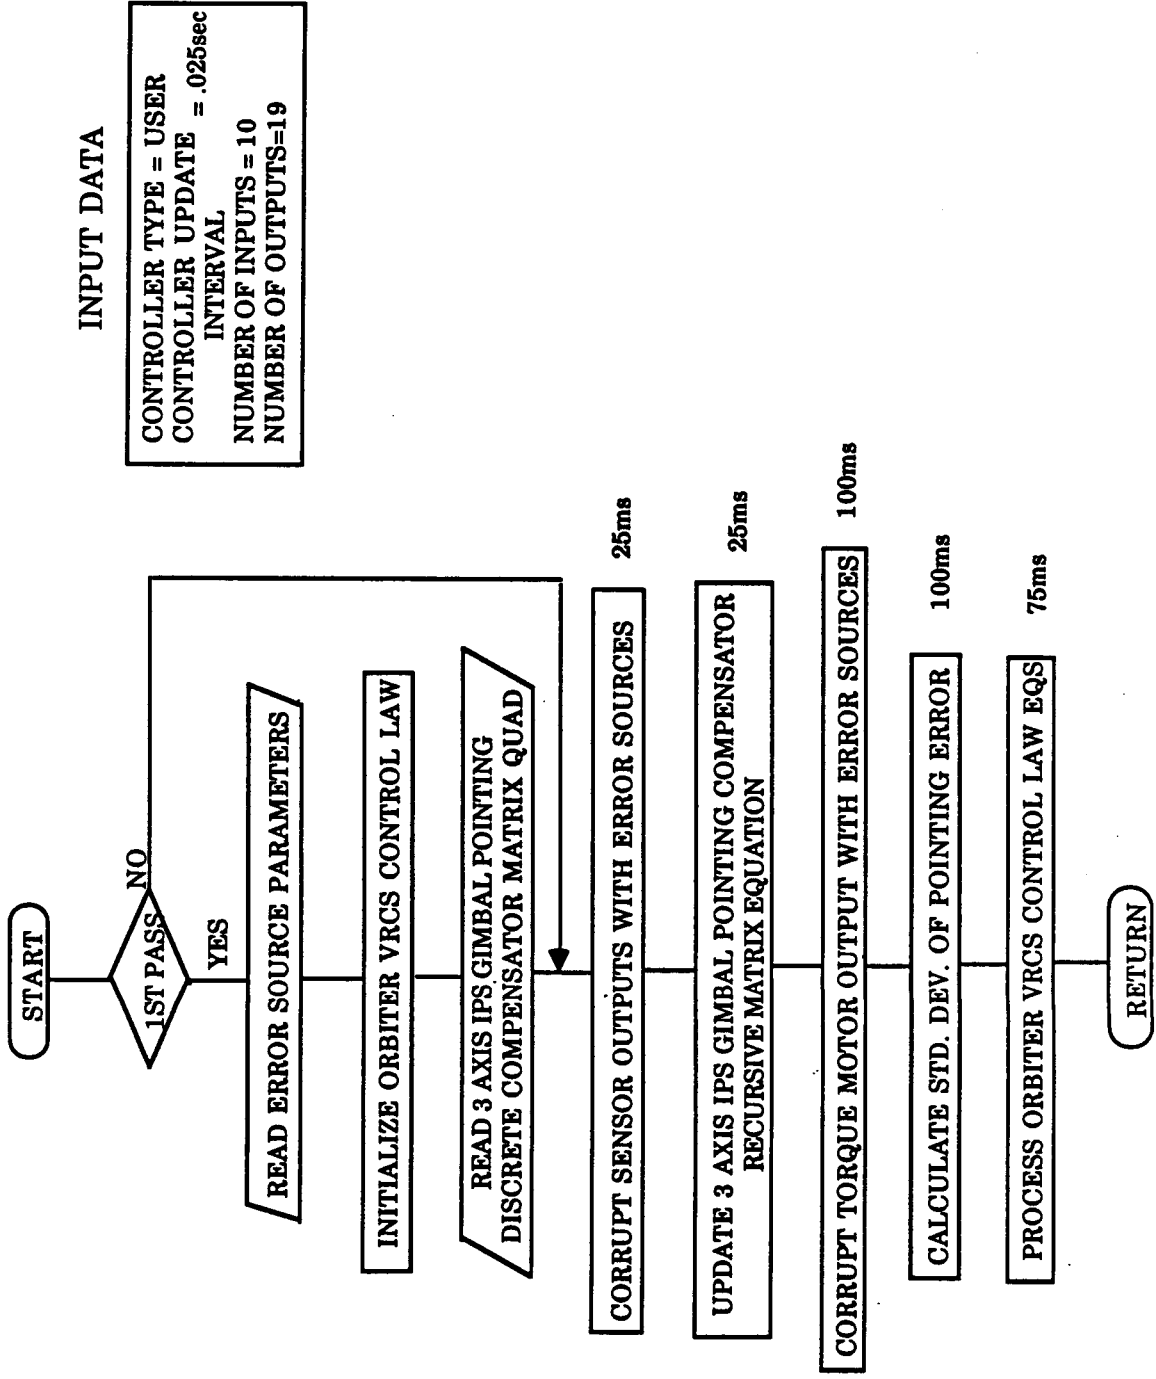 INPUT DATA
CONTROLLER TYPE = USER
CONTROLLER UPDATE = .025sec
INTERVAL
NUMBER OF INPUTS = 10
NUMBER OF OUTPUTS=19
START
1ST PASS
NO
YES
READ ERROR SOURCE PARAMETERS
INITIALIZE ORBITER VRCS CONTROL LAW
READ 3 AXIS IPS GIMBAL POINTING
DISCRETE COMPENSATOR MATRIX QUAD
CORRUPT SENSOR OUTPUTS WITH ERROR SOURCES
25ms
UPDATE 3 AXIS IPS GIMBAL POINTING COMPENSATOR
RECURSIVE MATRIX EQUATION
25ms
CORRUPT TORQUE MOTOR OUTPUT WITH ERROR SOURCES
100ms
CALCULATE STD. DEV. OF POINTING ERROR
100ms
PROCESS ORBITER VRCS CONTROL LAW EQS
75ms
RETURN